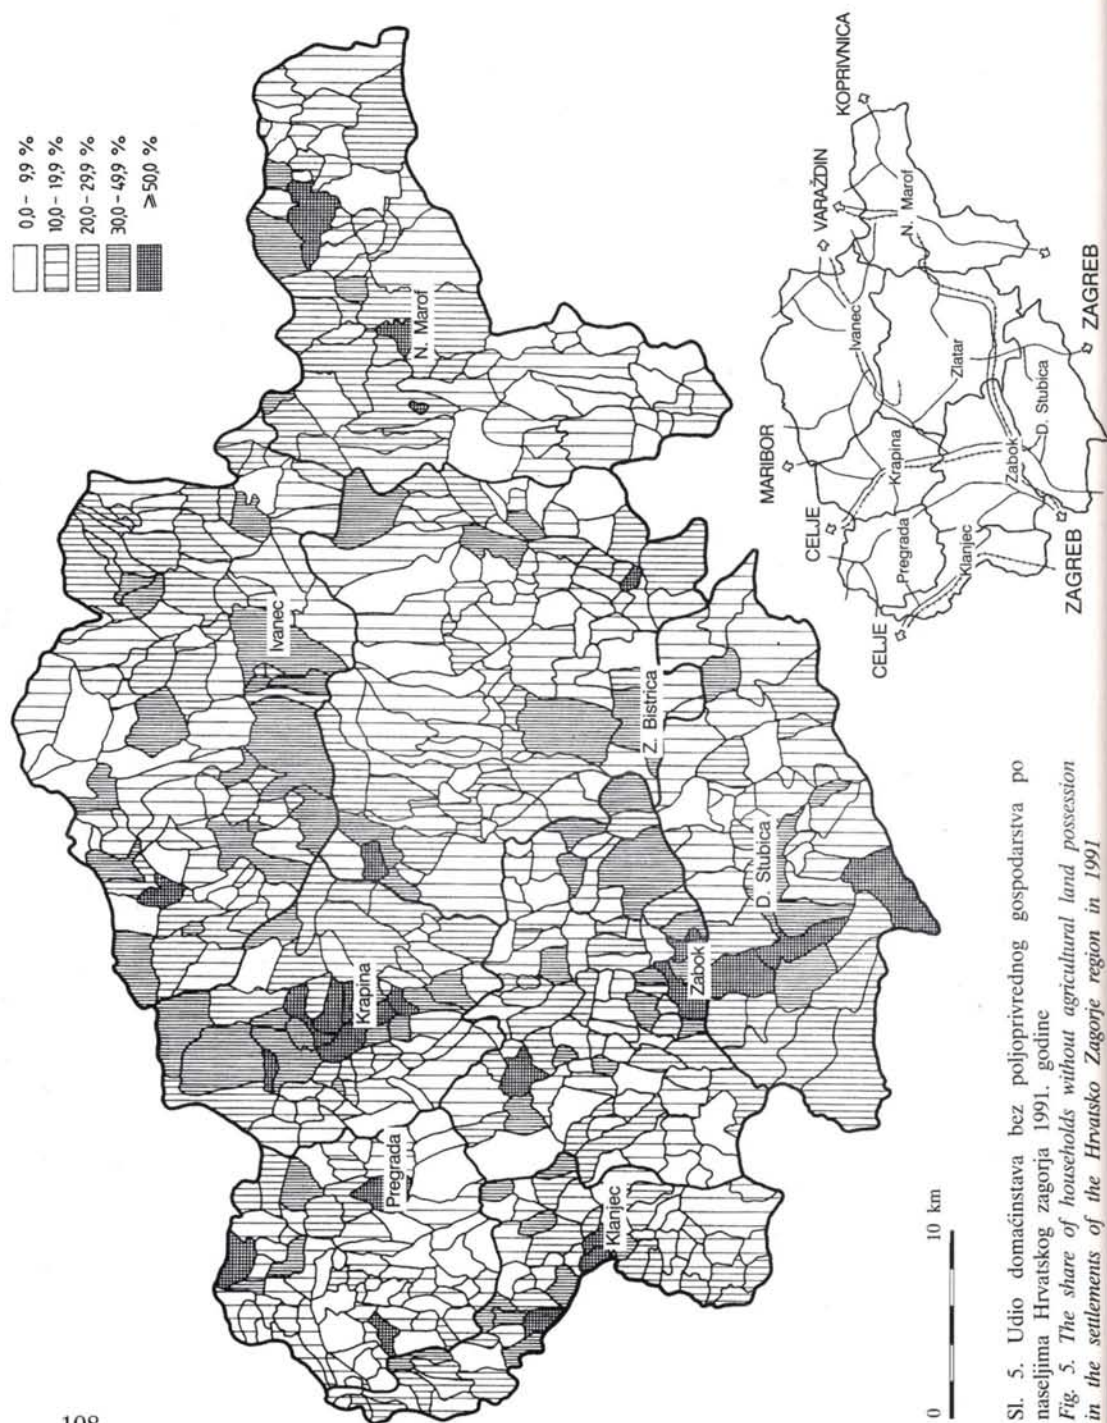 0,0 - 9,9 %
10,0 - 19,9 %
20,0 - 29,9 %
30,0 - 49,9 %
≥50,0 %
N. Marof
Ivanec
Z. Bistrica
D. Stubica
Krapina
Zabok
Pregrada
Klanjec
KOPRIVNICA
VARAŽDIN
N. Marof
Ivanec
Zlatar
MARIBOR
Krapina
D. Stubica
ZAGREB
CELJE
Pregrada
Zabok
Klanjec
CELJE
ZAGREB
0 10 km
Sl. 5. Udio domaćinstava bez poljoprivrednog gospodarstva po
naseljima Hrvatskog zagorja 1991. godine
Fig. 5. The share of households without agricultural land possession
in the settlements of the Hrvatsko Zagorje region in 1991
108